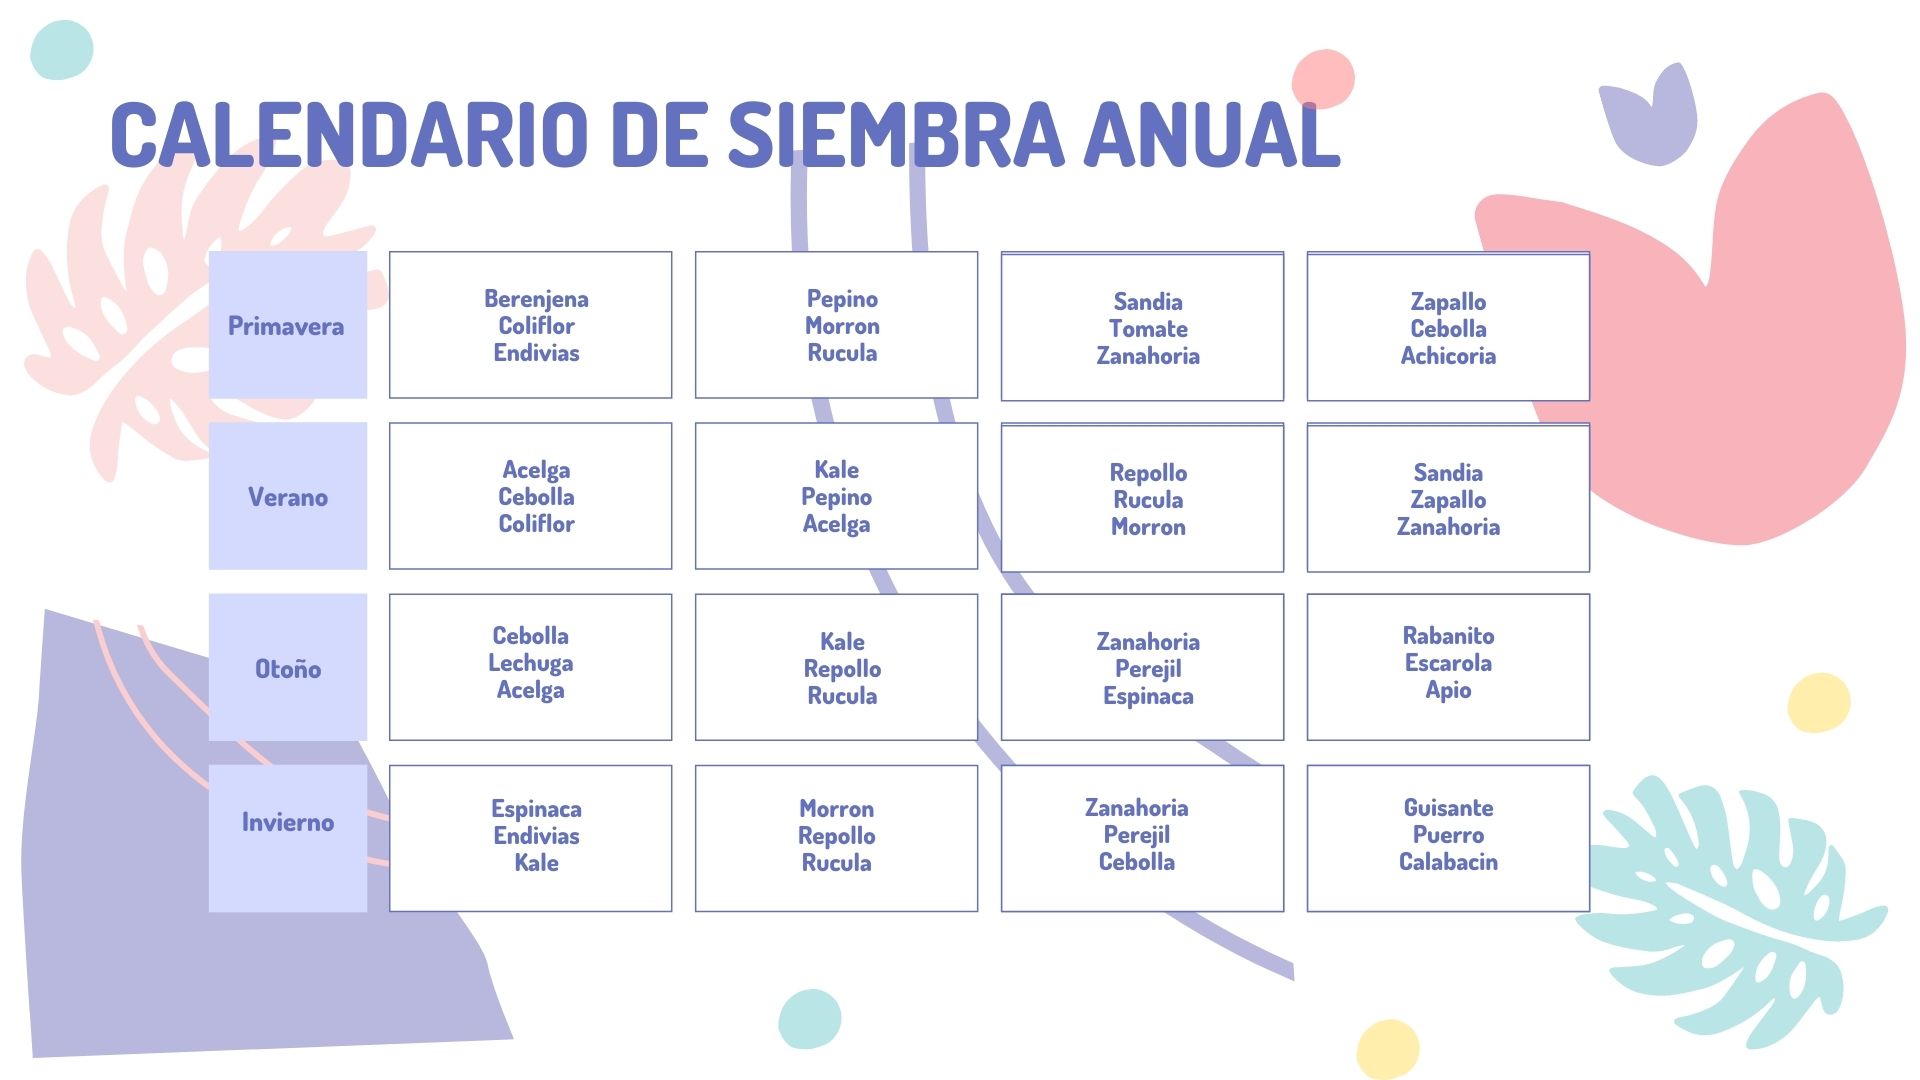 CALENDARIO DE SIEMBRA ANUAL
Primavera
Berenjena
Coliflor
Endivias
Pepino
Morron
Rucula
Sandia
Tomate
Zanahoria
Zapallo
Cebolla
Achicoria
Verano
Acelga
Cebolla
Coliflor
Kale
Pepino
Acelga
Repollo
Rucula
Morron
Sandia
Zapallo
Zanahoria
Otoño
Cebolla
Lechuga
Acelga
Kale
Repollo
Rucula
Zanahoria
Perejil
Espinaca
Rabanito
Escarola
Apio
Invierno
Espinaca
Endivias
Kale
Morron
Repollo
Rucula
Zanahoria
Perejil
Cebolla
Guisante
Puerro
Calabacin